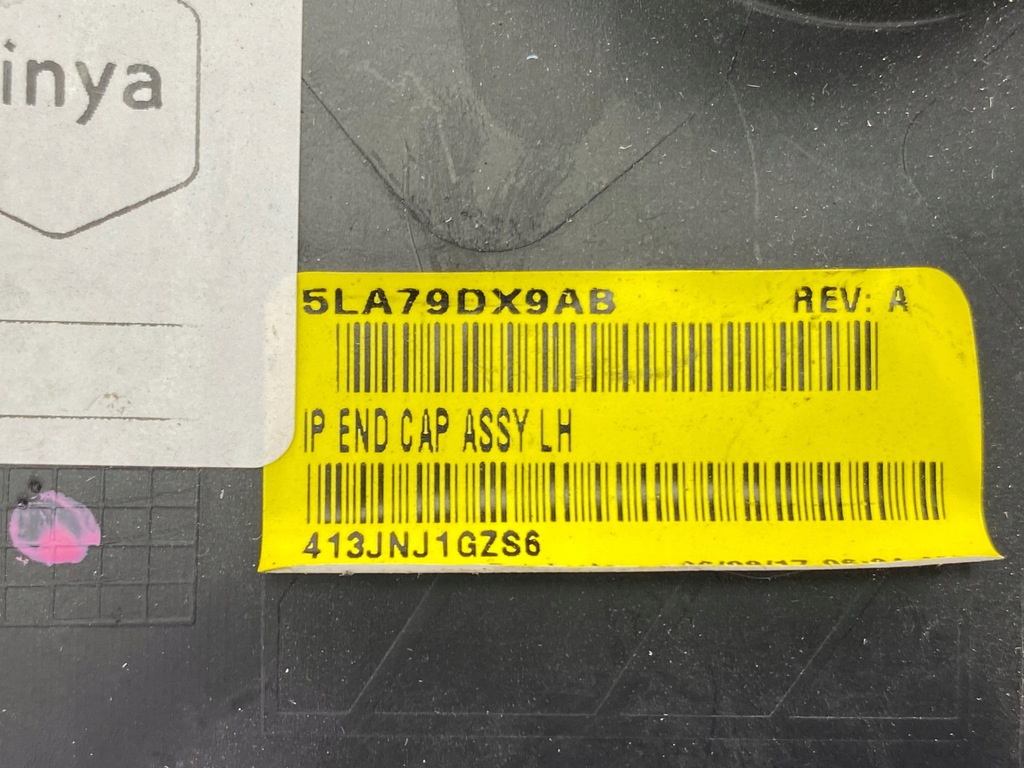 inya
5LA79DX9AB REV: A
IP END CAP ASSY LH
413JNJ1GZS6